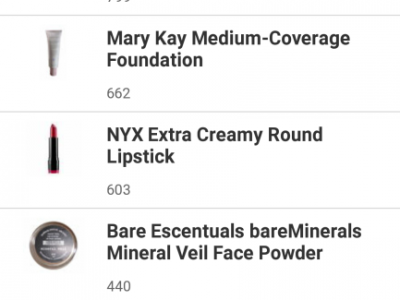 Mary Kay Medium-Coverage
Foundation
662
NYX Extra Creamy Round
Lipstick
603
Bare Escentuals bareMinerals
Mineral Veil Face Powder
440